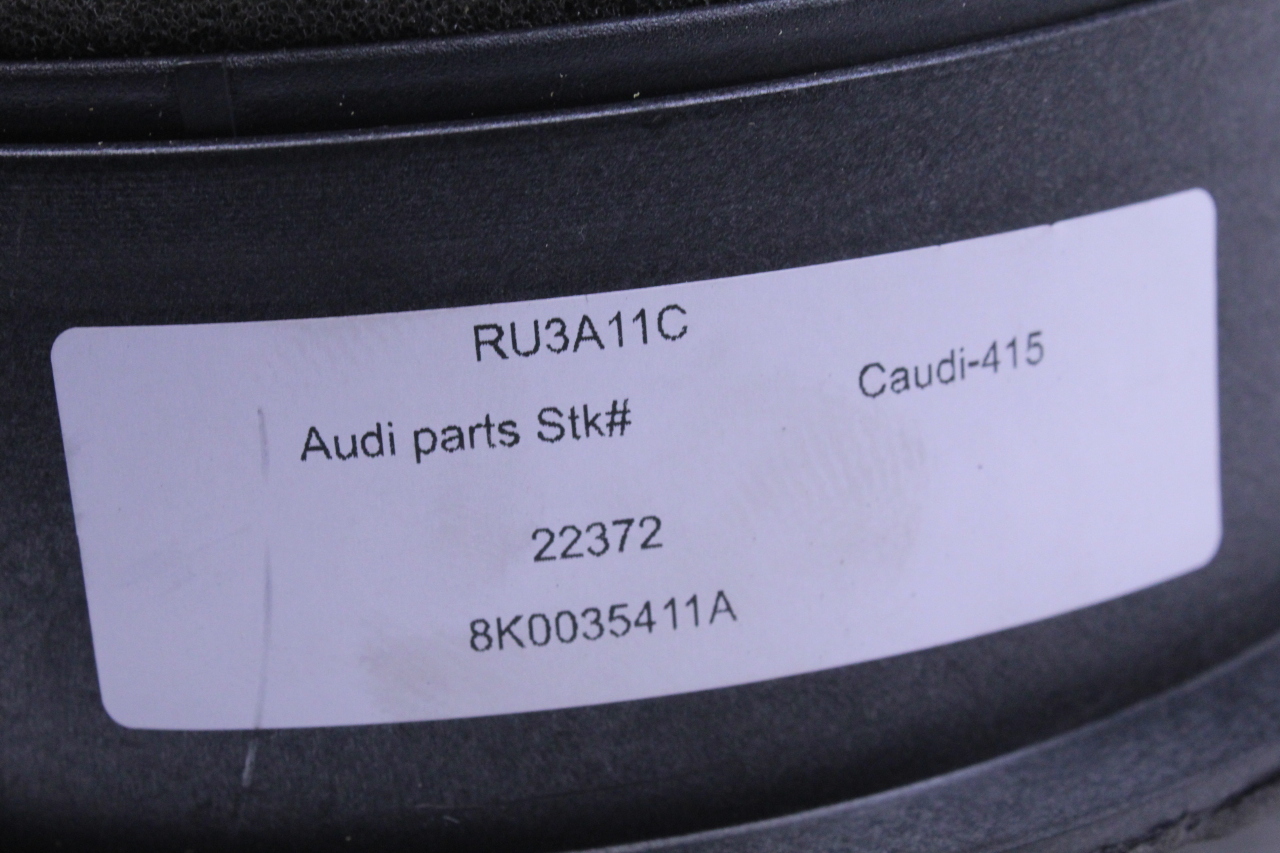 RU3A11C
Caudi-415
Audi parts Stk#
22372
8K0035411A